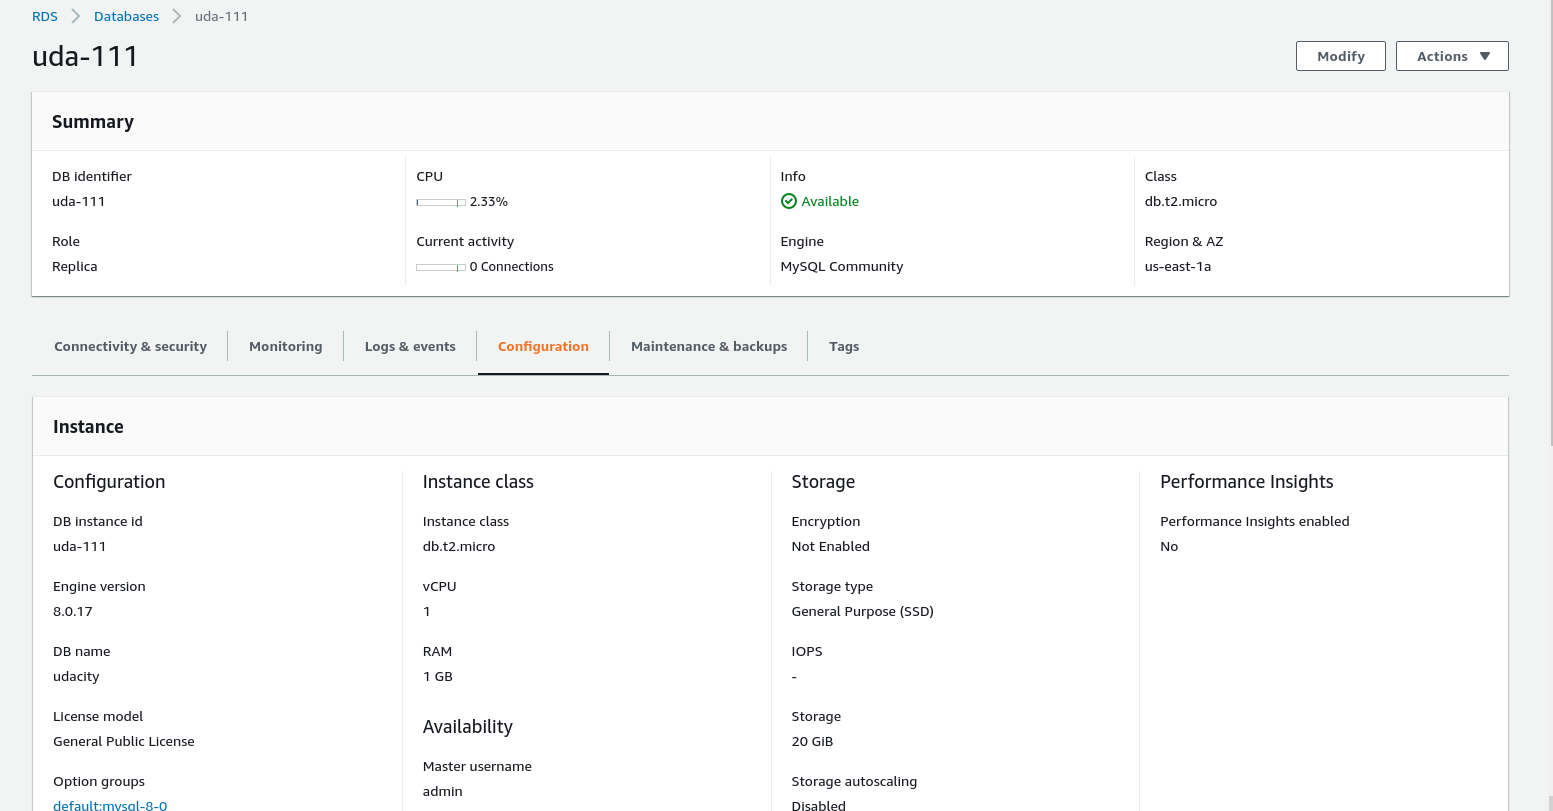 RDS > Databases > uda-111
uda-111
Modify
Actions ▼
Summary
DB identifier
uda-111
Role
Replica
CPU
2.33%
Current activity
0 Connections
Info
Available
Engine
MySQL Community
Class
db.t2.micro
Region & AZ
us-east-1a
Connectivity & security
Monitoring
Logs & events
Configuration
Maintenance & backups
Tags
Instance
Configuration
DB instance id
uda-111
Engine version
8.0.17
DB name
udacity
License model
General Public License
Option groups
default:mysql-8-0
Instance class
Instance class
db.t2.micro
vCPU
1
RAM
1 GB
Availability
Master username
admin
Storage
Encryption
Not Enabled
Storage type
General Purpose (SSD)
IOPS
-
Storage
20 GiB
Storage autoscaling
Disabled
Performance Insights
Performance Insights enabled
No